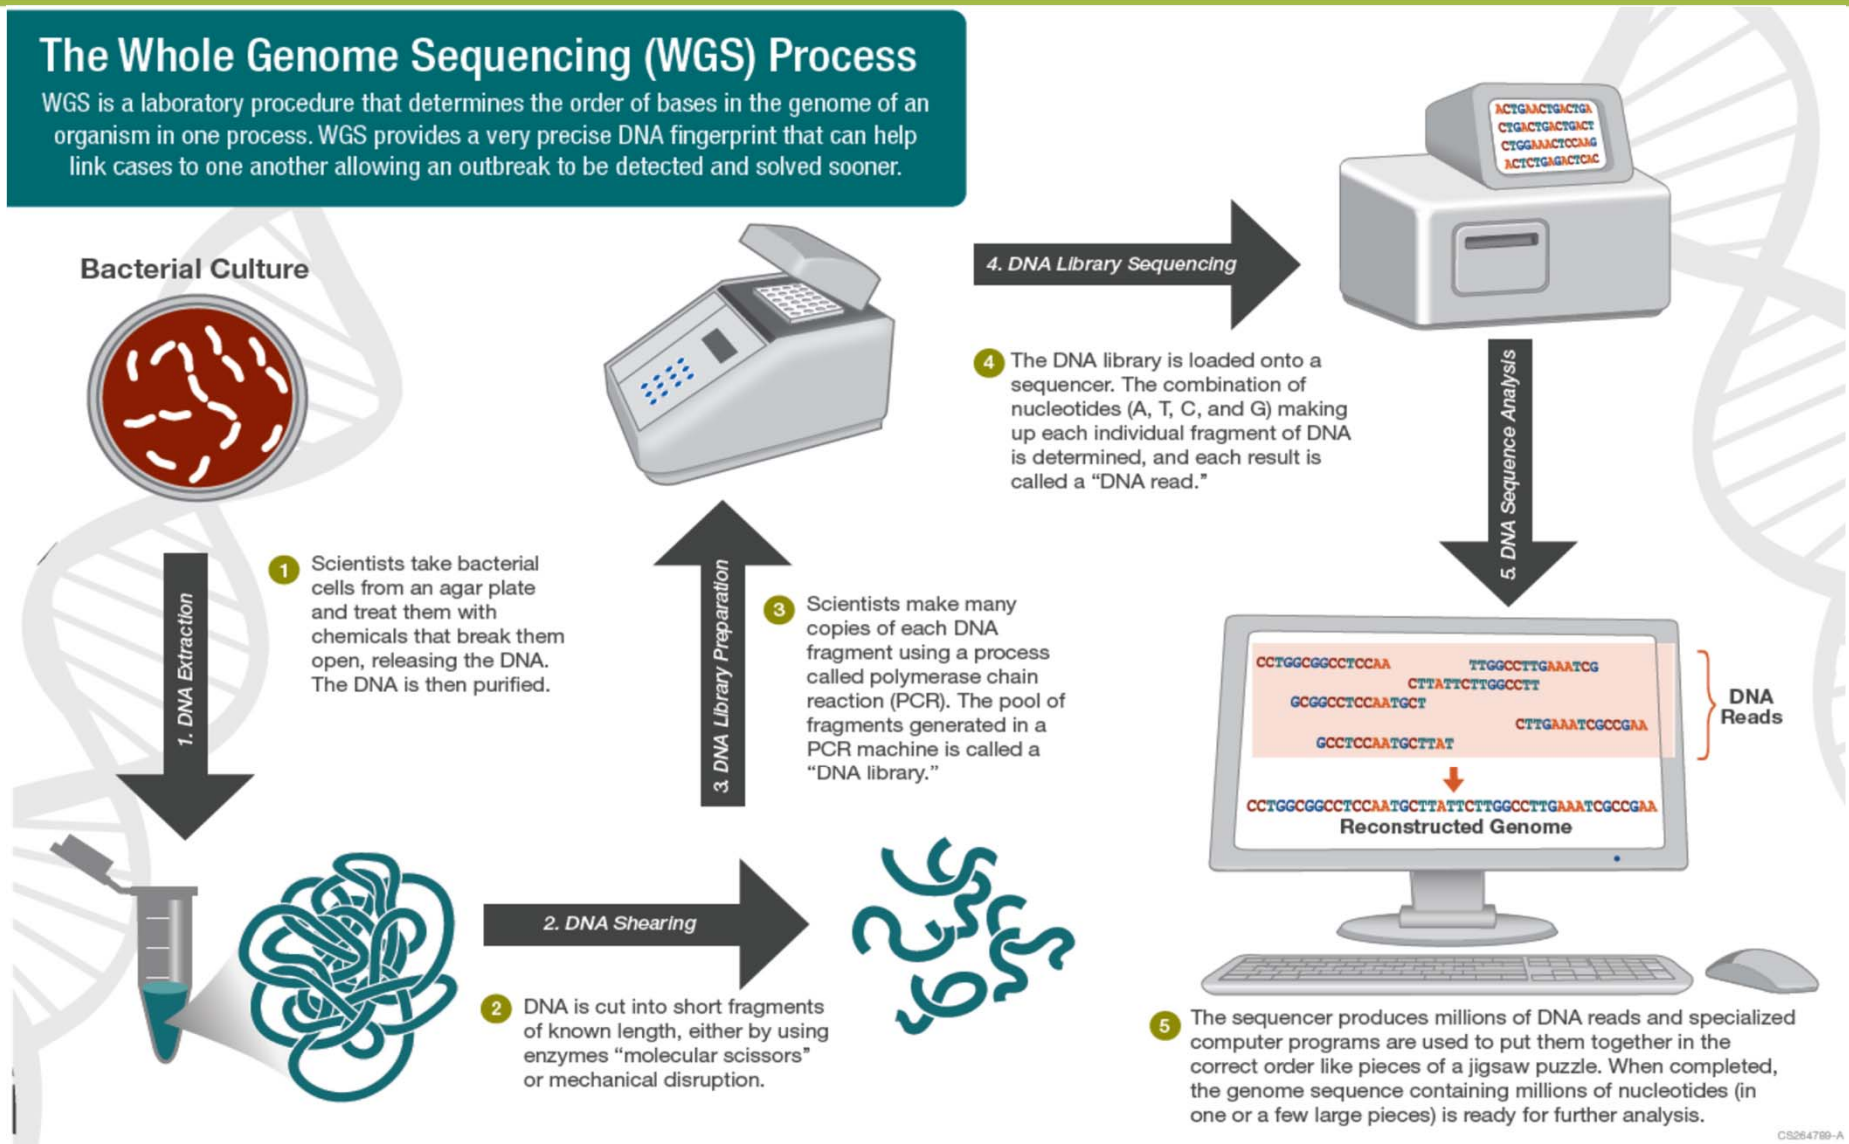 The Whole Genome Sequencing (WGS) Process
WGS is a laboratory procedure that determines the order of bases in the genome of an
organism in one process. WGS provides a very precise DNA fingerprint that can help
link cases to one another allowing an outbreak to be detected and solved sooner.
Bacterial Culture
1. DNA Extraction
1
Scientists take bacterial
cells from an agar plate
and treat them with
chemicals that break them
open, releasing the DNA.
The DNA is then purified.
2. DNA Shearing
2
DNA is cut into short fragments
of known length, either by using
enzymes “molecular scissors”
or mechanical disruption.
3. DNA Library Preparation
3
Scientists make many
copies of each DNA
fragment using a process
called polymerase chain
reaction (PCR). The pool of
fragments generated in a
PCR machine is called a
“DNA library.”
4. DNA Library Sequencing
4
The DNA library is loaded onto a
sequencer. The combination of
nucleotides (A, T, C, and G) making
up each individual fragment of DNA
is determined, and each result is
called a “DNA read.”
ACTGAACTGACTGA
CTGACTGACTGACT
CTGGAAACTCCAAG
ACTCTGAGACTCAC
5. DNA Sequence Analysis
CCTGGCGGCCTCCAA
TTGGCCTTGAAATCG
CTTATTCTTGGCCTT
GCGGCCTCCAATGCT
CTTGAAATCGCCGAA
GCCTCCAATGCTTAT
DNA
Reads
CCTGGCGGCCTCCAATGCTTATTCTTGGCCTTGAAATCGCCGAA
Reconstructed Genome
5
The sequencer produces millions of DNA reads and specialized
computer programs are used to put them together in the
correct order like pieces of a jigsaw puzzle. When completed,
the genome sequence containing millions of nucleotides (in
one or a few large pieces) is ready for further analysis.
CS264789-A